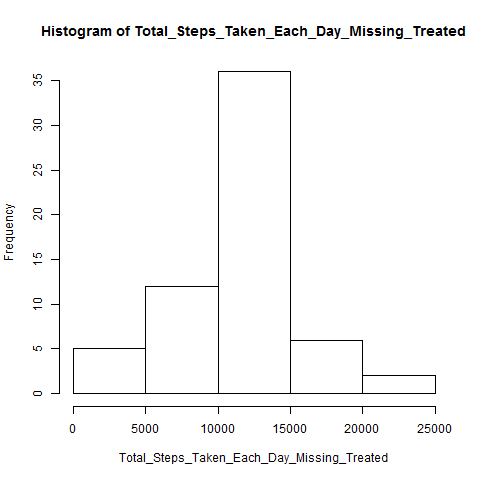 Histogram of Total_Steps_Taken_Each_Day_Missing_Treated
Frequency
35
30
25
20
15
10
5
0
0 5000 10000 15000 20000 25000
Total_Steps_Taken_Each_Day_Missing_Treated